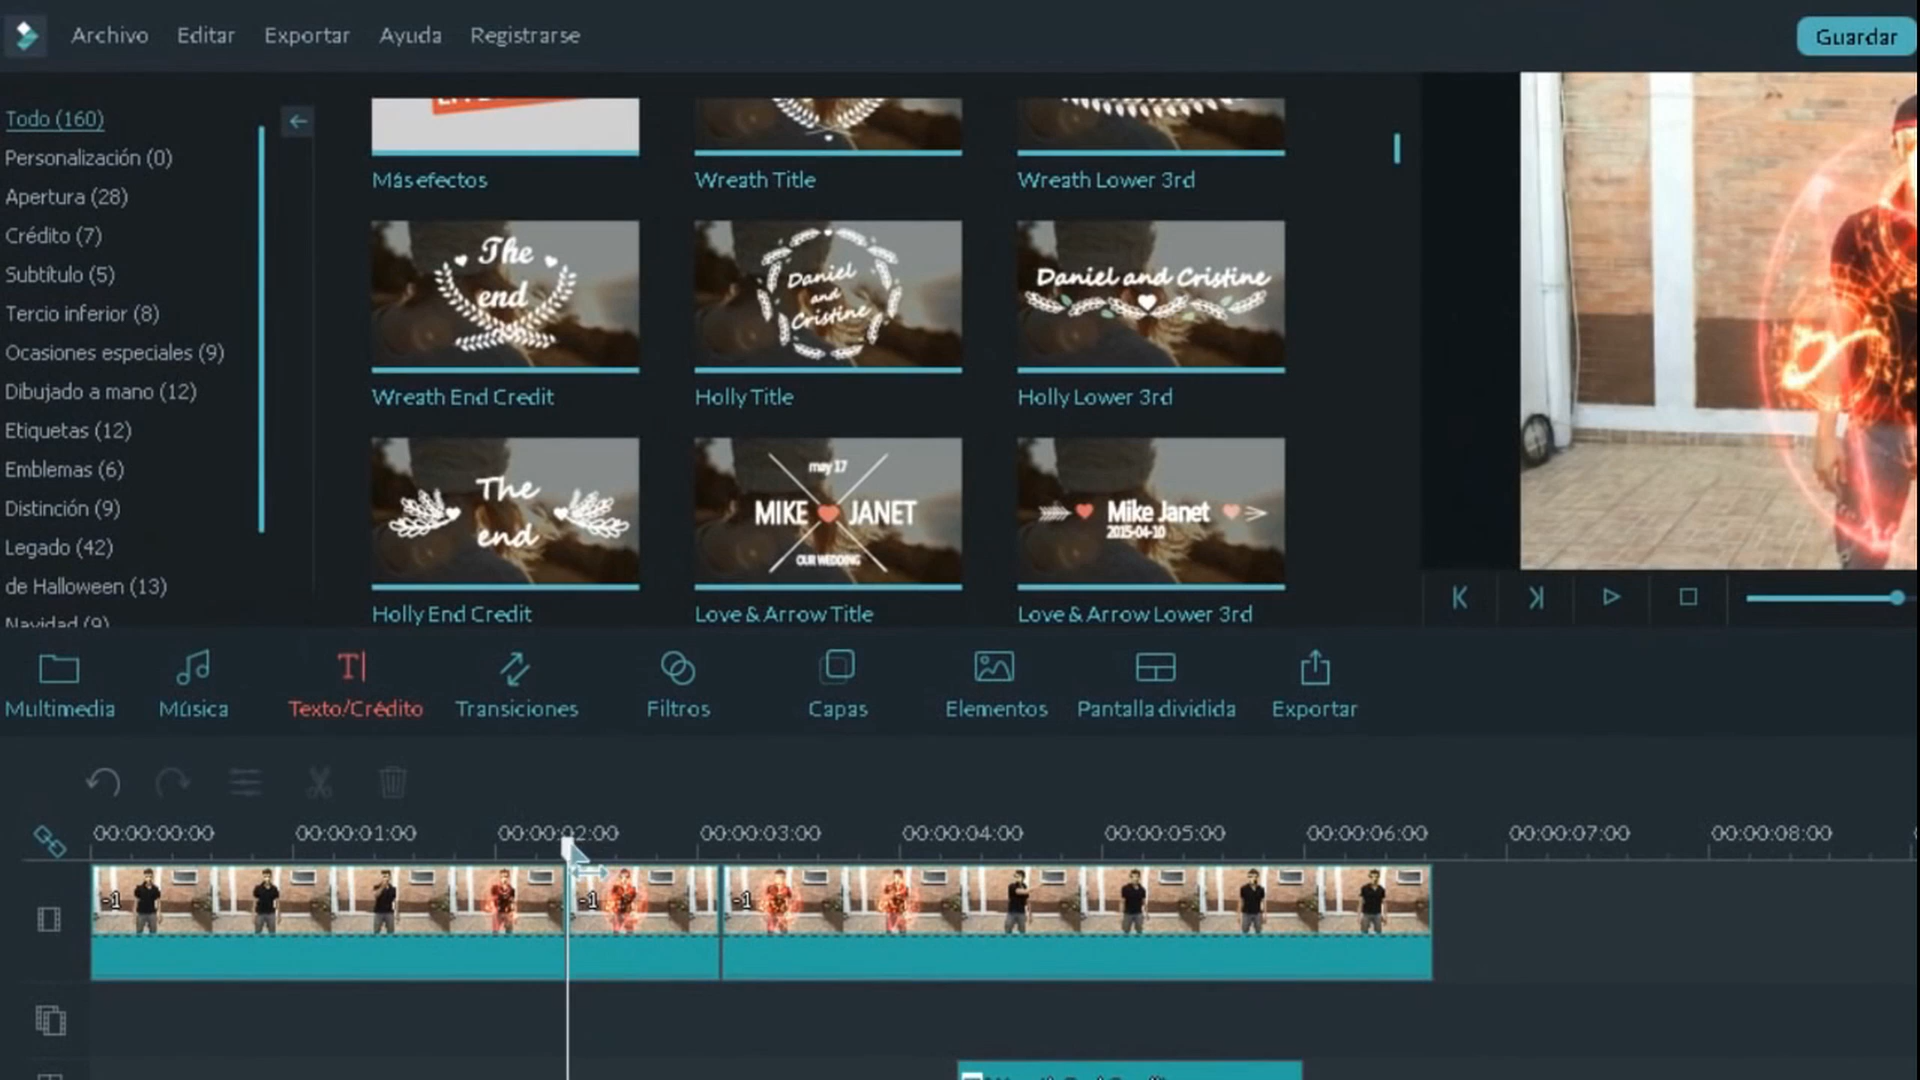 Archivo Editar Exportar Ayuda Registrarse
Guardar
Todo (160)
Personalización (0)
Apertura (28)
Crédito (7)
Subtítulo (5)
Tercio inferior (8)
Ocasiones especiales (9)
Dibujado a mano (12)
Etiquetas (12)
Emblemas (6)
Distinción (9)
Legado (42)
de Halloween (13)
Navidad (9)
Más efectos
Wreath Title
Wreath Lower 3rd
The
end
Wreath End Credit
Daniel
and
Cristine
Holly Title
Daniel and Cristine
Holly Lower 3rd
The
end
Holly End Credit
may 17
MIKE JANET
OUR WEDDING
Love & Arrow Title
Mike Janet
2015-04-10
Love & Arrow Lower 3rd
Multimedia Música Texto/Crédito Transiciones Filtros Capas Elementos Pantalla dividida Exportar
00:00:00:00 00:00:01:00 00:00:02:00 00:00:03:00 00:00:04:00 00:00:05:00 00:00:06:00 00:00:07:00 00:00:08:00
-1 -1 -1